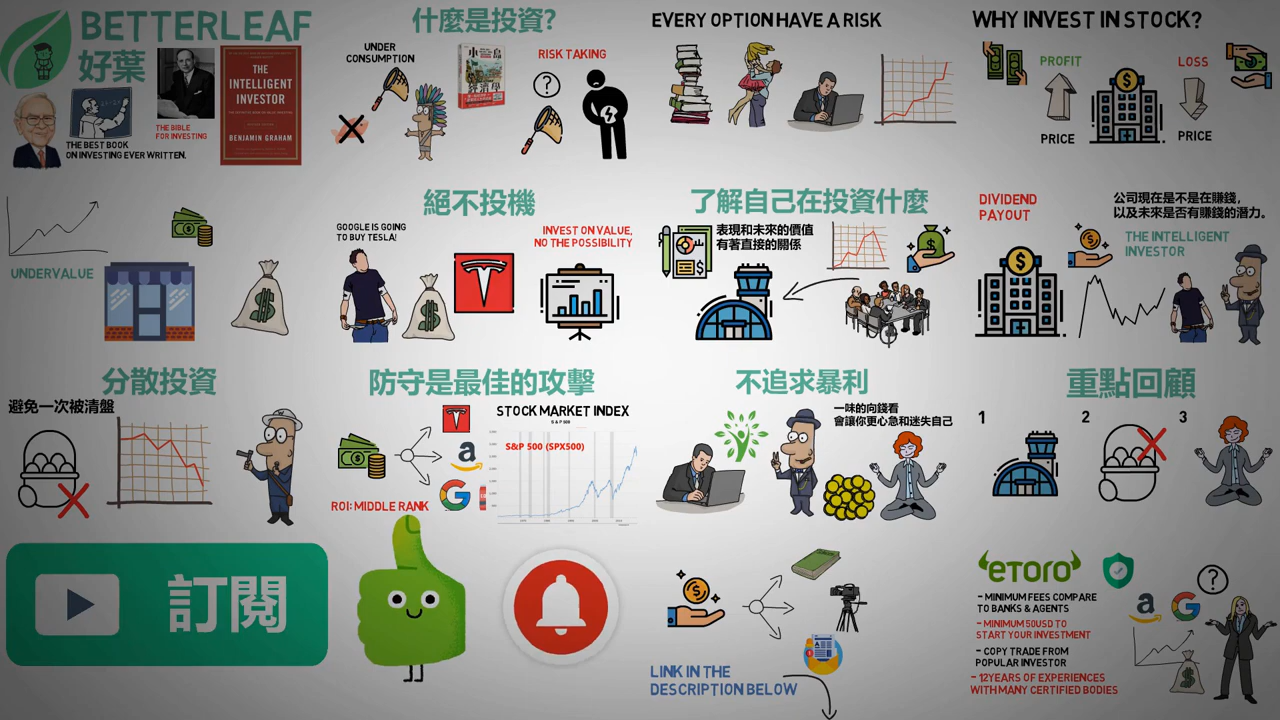 BETTERLEAF
好葉
THE
INTELLIGENT
INVESTOR
BENJAMIN GRAHAM
THE BIBLE
FOR INVESTING
THE BEST BOOK
ON INVESTING EVER WRITTEN.
什麼是投資?
UNDER
CONSUMPTION
小島
經濟學
RISK TAKING
EVERY OPTION HAVE A RISK
WHY INVEST IN STOCK?
PROFIT
PRICE
LOSS
PRICE
UNDERVALUE
絕不投機
GOOGLE IS GOING
TO BUY TESLA!
INVEST ON VALUE,
NO THE POSSIBILITY
了解自己在投資什麼
表現和未來的價值
有著直接的關係
DIVIDEND
PAYOUT
公司現在是不是在賺錢,
以及未來是否有賺錢的潛力。
THE INTELLIGENT
INVESTOR
分散投資
避免一次被清盤
防守是最佳的攻擊
STOCK MARKET INDEX
S & P 500
S&P 500 (SPX500)
a
G
ROI: MIDDLE RANK
不追求暴利
一味的向錢看
會讓你更心急和迷失自己
重點回顧
1
2
3
訂閱
LINK IN THE
DESCRIPTION BELOW
eToro
- MINIMUM FEES COMPARE
TO BANKS & AGENTS
- MINIMUM 50USD TO
START YOUR INVESTMENT
- COPY TRADE FROM
POPULAR INVESTOR
- 12YEARS OF EXPERIENCES
WITH MANY CERTIFIED BODIES
a
G